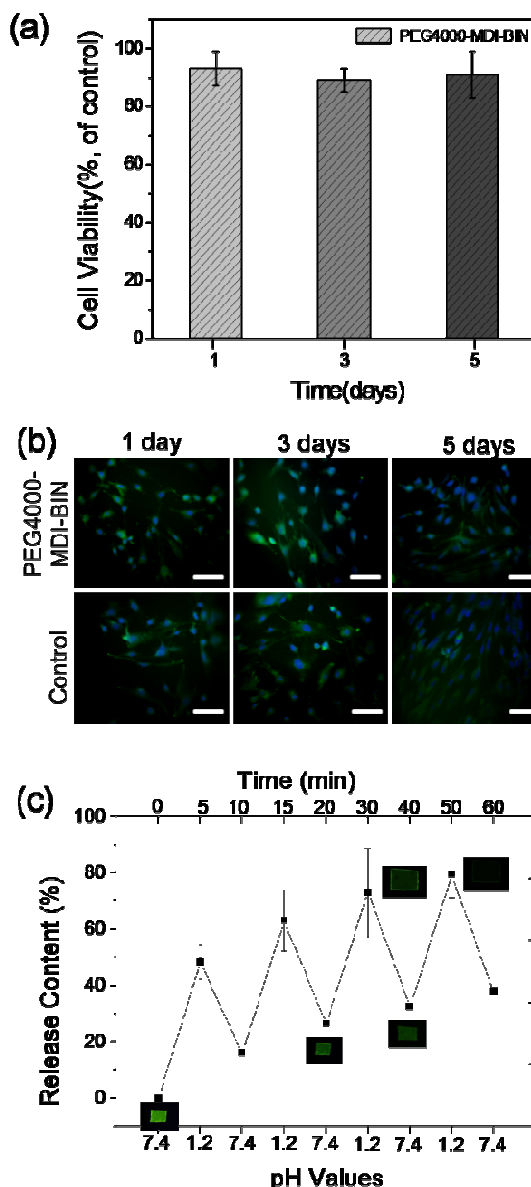 (a)
PEG4000-MDI-BIN
Cell Viability(%, of control)
100
80
60
40
20
0
1 3 5
Time(days)
(b)
1 day 3 days 5 days
PEG4000-
MDI-BIN
Control
(c)
Time (min)
0 5 10 15 20 30 40 50 60
Release Content (%)
100
80
60
40
20
0
7.4 1.2 7.4 1.2 7.4 1.2 7.4 1.2 7.4
pH Values